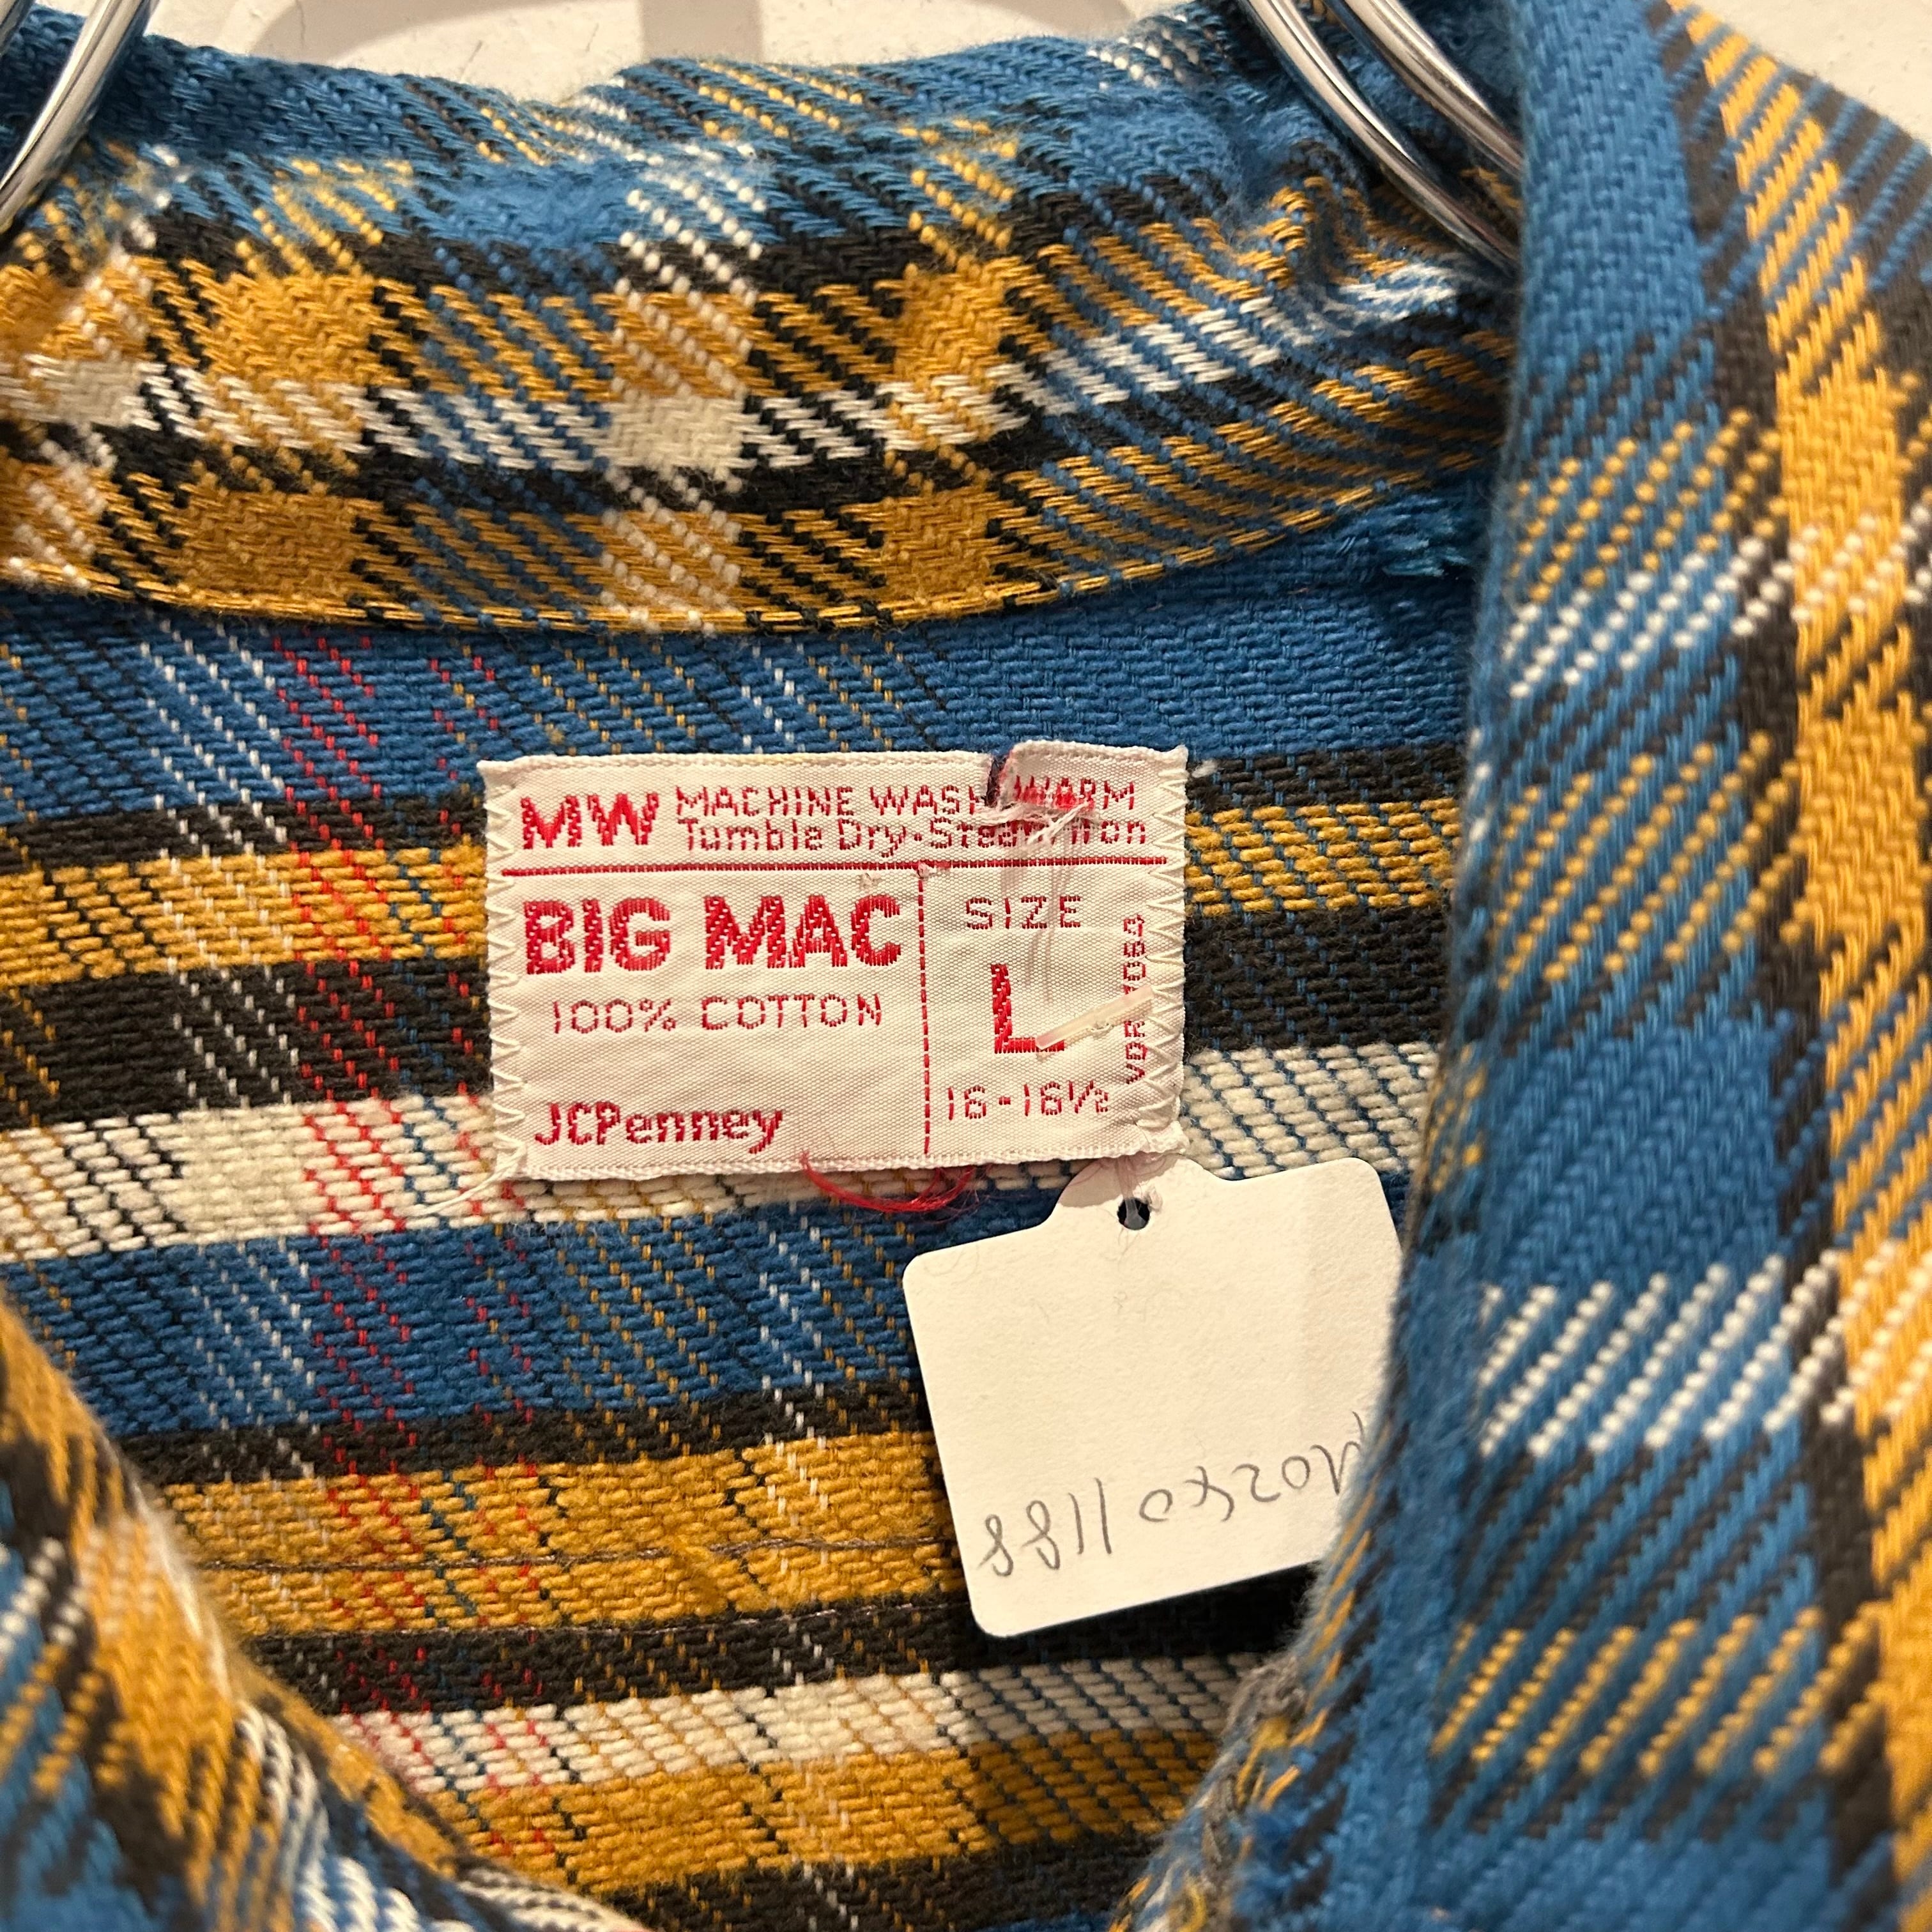 MW MACHINE WASH WARM
Tumble Dry-Steam Iron
BIG MAC
100% COTTON
JCPenney
SIZE
L
16-16½